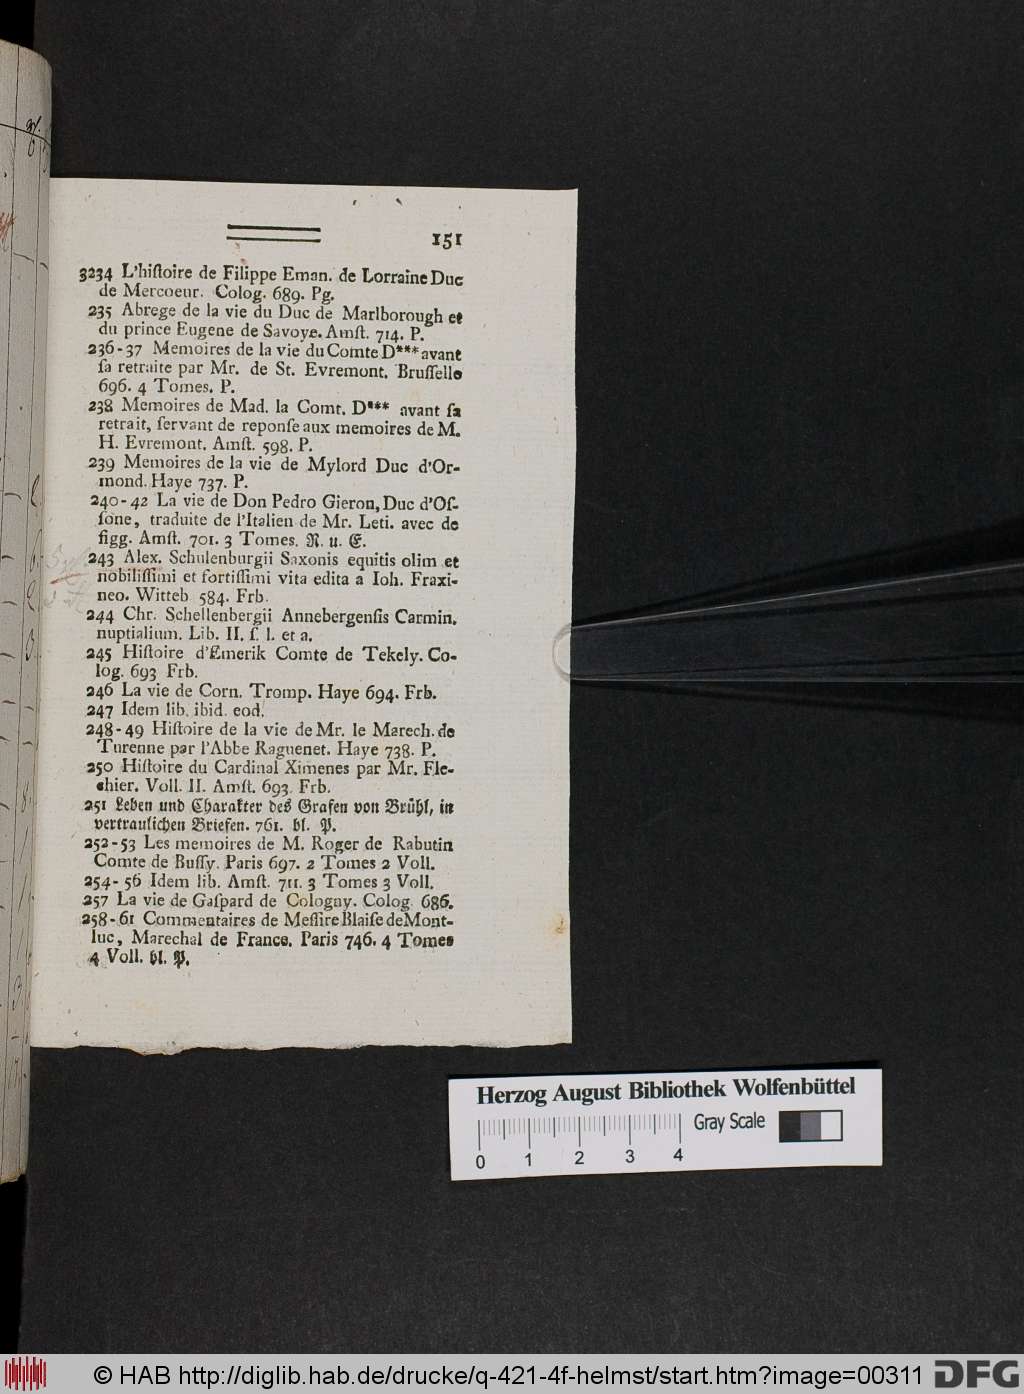 151
3234 L'hiſtoire de Filippe Eman. de Lorraine Duc
de Mercoeur. Colog. 689. Pg.
235 Abrege de la vie du Duc de Marlborough et
du prince Eugene de Savoye. Amſt. 714. P.
236-37 Memoires de la vie du Comte D*** avant
ſa retraite par Mr. de St. Evremont. Bruſſelle
696. 4 Tomes. P.
238 Memoires de Mad. la Comt. D*** avant ſa
retrait, ſervant de reponſe aux memoires de M.
H. Evremont. Amſt. 598. P.
239 Memoires de la vie de Mylord Duc d'Or-
mond. Haye 737. P.
240-42 La vie de Don Pedro Gieron, Duc d'Oſ-
ſone, traduite de l'Italien de Mr. Leti. avec de
figg. Amſt. 701. 3 Tomes. R. u. E.
243 Alex. Schulenburgii Saxonis equitis olim et
nobiliſſimi et fortiſſimi vita edita a Ioh. Fraxi-
neo. Witteb 584. Frb.
244 Chr. Schellenbergii Annebergenſis Carmin.
nuptialium. Lib. II. ſ. l. et a.
245 Hiſtoire d'Emerik Comte de Tekely. Co-
log. 693 Frb.
246 La vie de Corn. Tromp. Haye 694. Frb.
247 Idem lib. ibid. eod.
248-49 Hiſtoire de la vie de Mr. le Marech. de
Turenne par l'Abbe Raguenet. Haye 738. P.
250 Hiſtoire du Cardinal Ximenes par Mr. Fle-
chier. Voll. II. Amſt. 693. Frb.
251 Leben und Charakter des Grafen von Brühl, in
vertraulichen Briefen. 761. bl. P.
252-53 Les memoires de M. Roger de Rabutin
Comte de Buſſy. Paris 697. 2 Tomes 2 Voll.
254-56 Idem lib. Amſt. 711. 3 Tomes 3 Voll.
257 La vie de Gaſpard de Cologny. Colog 686.
258-61 Commentaires de Meſſire Blaiſe de Mont-
luc, Marechal de France. Paris 746. 4 Tomes
4 Voll. bl. P.
Herzog August Bibliothek Wolfenbüttel
Gray Scale
0 1 2 3 4
© HAB http://diglib.hab.de/drucke/q-421-4f-helmst/start.htm?image=00311
DFG